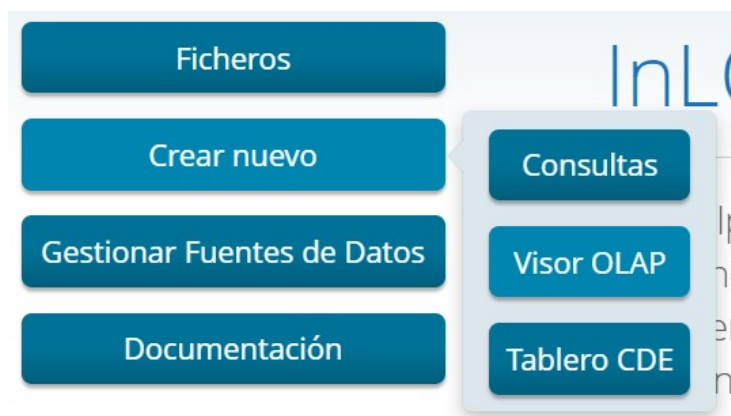 Ficheros
Crear nuevo
Gestionar Fuentes de Datos
Documentación
Consultas
Visor OLAP
Tablero CDE